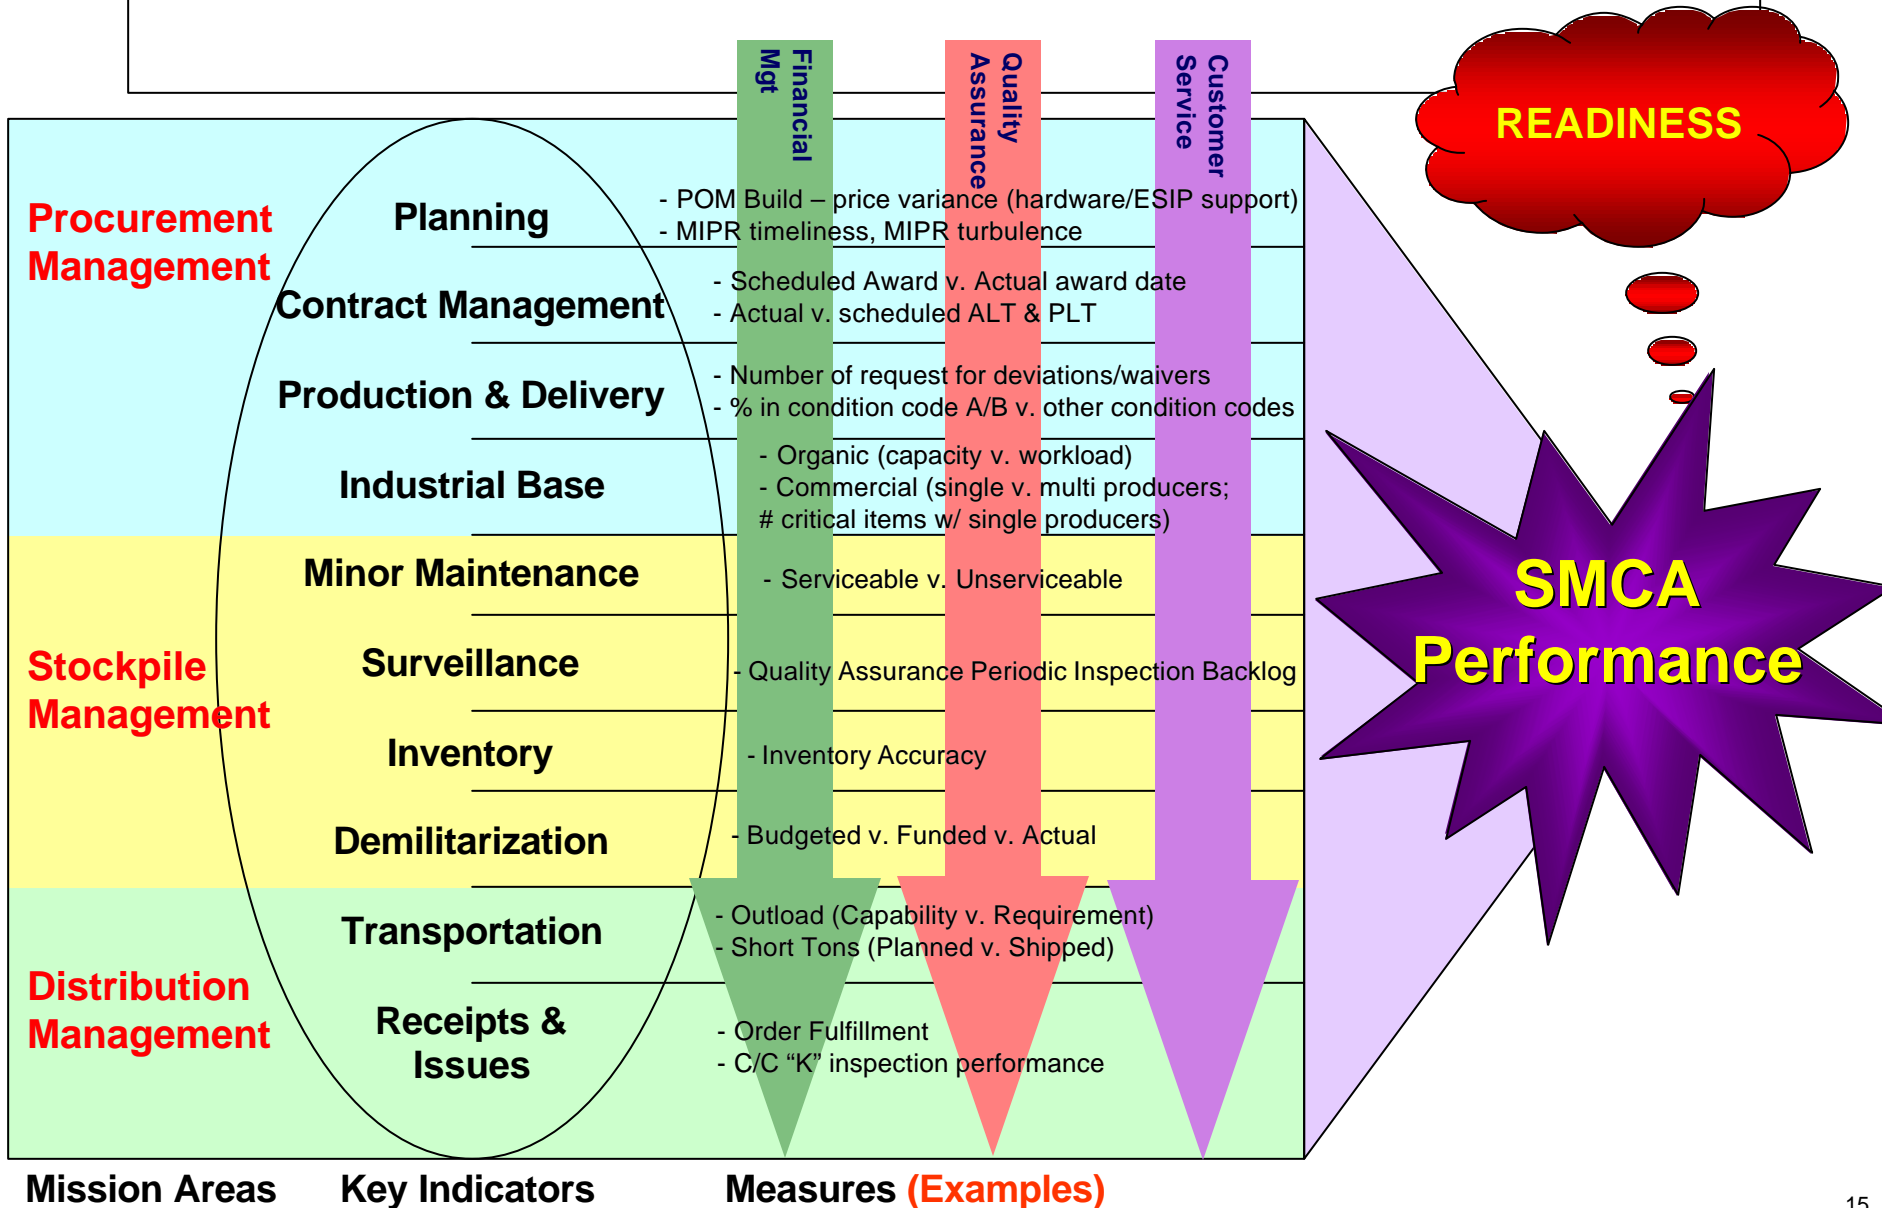 Financial
Mgt
Quality
Assurance
Customer
Service
READINESS
Procurement
Management
Planning
- POM Build – price variance (hardware/ESIP support)
- MIPR timeliness, MIPR turbulence
Contract Management
- Scheduled Award v. Actual award date
- Actual v. scheduled ALT & PLT
Production & Delivery
- Number of request for deviations/waivers
- % in condition code A/B v. other condition codes
Industrial Base
- Organic (capacity v. workload)
- Commercial (single v. multi producers;
# critical items w/ single producers)
Stockpile
Management
Minor Maintenance
- Serviceable v. Unserviceable
Surveillance
- Quality Assurance Periodic Inspection Backlog
Inventory
- Inventory Accuracy
Demilitarization
- Budgeted v. Funded v. Actual
SMCA
Performance
Distribution
Management
Transportation
- Outload (Capability v. Requirement)
- Short Tons (Planned v. Shipped)
Receipts &
Issues
- Order Fulfillment
- C/C “K” inspection performance
Mission Areas
Key Indicators
Measures (Examples)
15